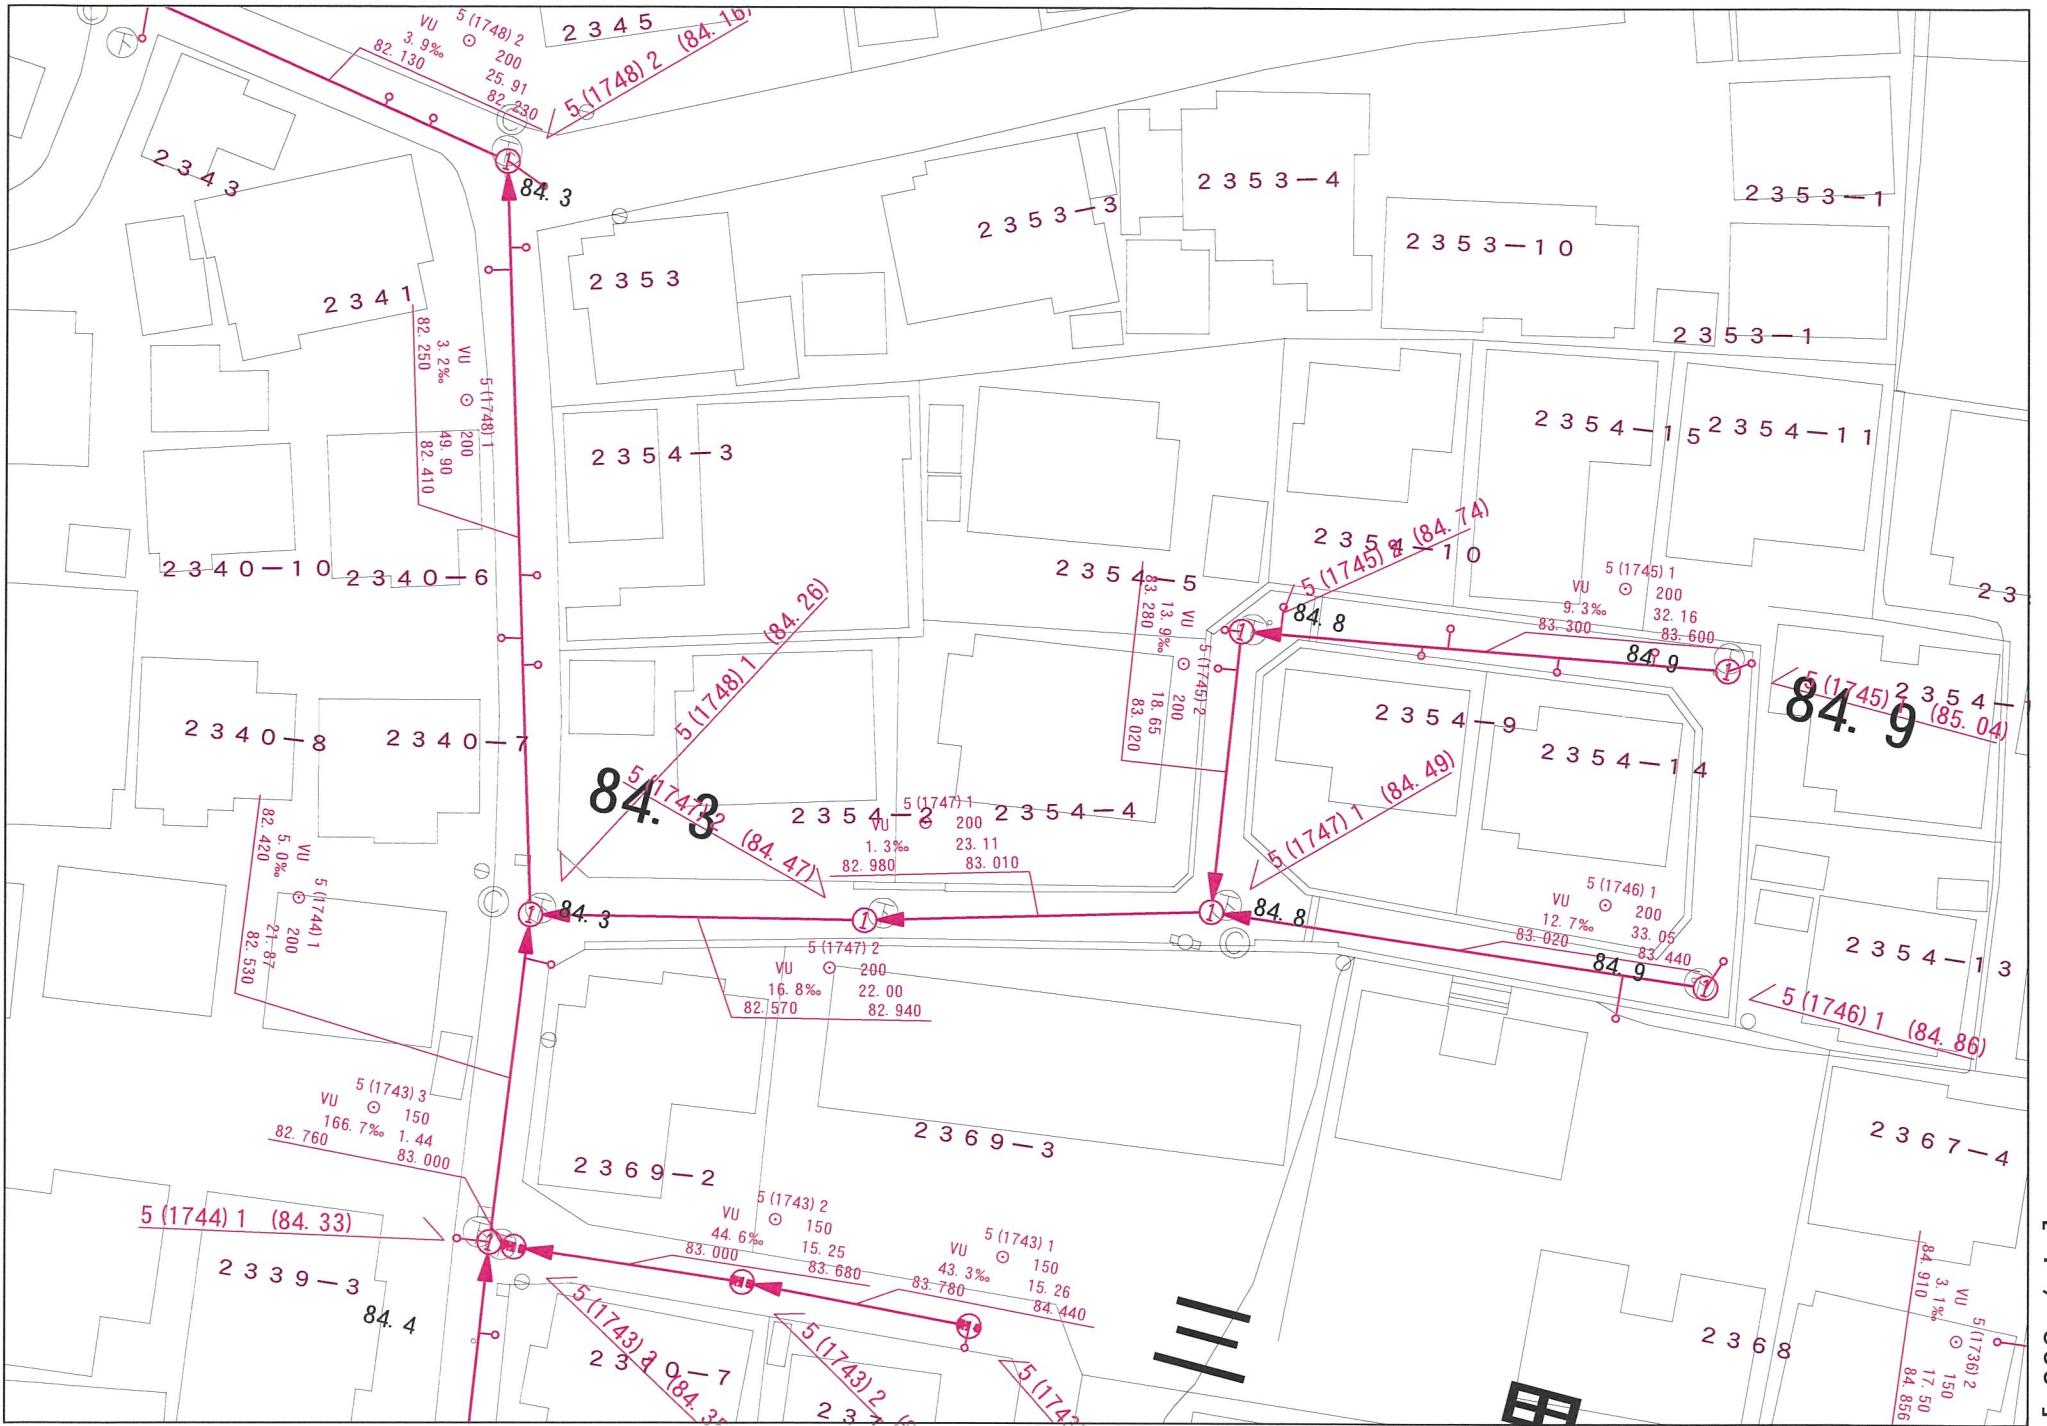 5 (1748) 2
VU
200
3. 9‰
25. 91
82. 130
82. 230
2345
5 (1748) 2
2343
84. 3
2353-4
2353-1
2353-3
2353-10
2353
2341
2353-1
82. 250
3. 2‰
VU
5 (1748) 1
200
49. 90
82. 410
2354-3
2354-15
2354-11
2354-10
5 (1745) 2 (84. 74)
2340-10
2340-6
2354-5
5 (1745) 1
VU
200
9. 3‰
32. 16
83. 300
83. 600
84. 8
84. 9
83. 280
13. 9‰
VU
5 (1745) 2
200
18. 65
83. 020
5 (1748) 1 (84. 26)
5 (1745) 1 (85. 04)
84. 9
2354-9
2354-14
2340-8
2340-7
84. 3
5 (1747) 2 (84. 47)
2354-2
2354-4
5 (1747) 1
VU
200
1. 3‰
23. 11
82. 980
83. 010
5 (1747) 1 (84. 49)
82. 420
5. 0‰
VU
5 (1744) 1
200
21. 87
82. 530
84. 3
84. 8
5 (1746) 1
VU
200
12. 7‰
33. 05
83. 020
83. 440
84. 9
2354-13
5 (1747) 2
VU
200
16. 8‰
22. 00
82. 570
82. 940
5 (1746) 1 (84. 86)
5 (1743) 3
VU
150
166. 7‰
1. 44
82. 760
83. 000
2369-3
2369-2
2367-4
5 (1744) 1 (84. 33)
5 (1743) 2
VU
150
44. 6‰
15. 25
83. 000
83. 680
5 (1743) 1
VU
150
43. 3‰
15. 26
83. 780
84. 440
2339-3
84. 4
2370-7
5 (1743) 2
2368
84. 910
3. 1‰
VU
5 (1736) 2
150
17. 50
84. 856